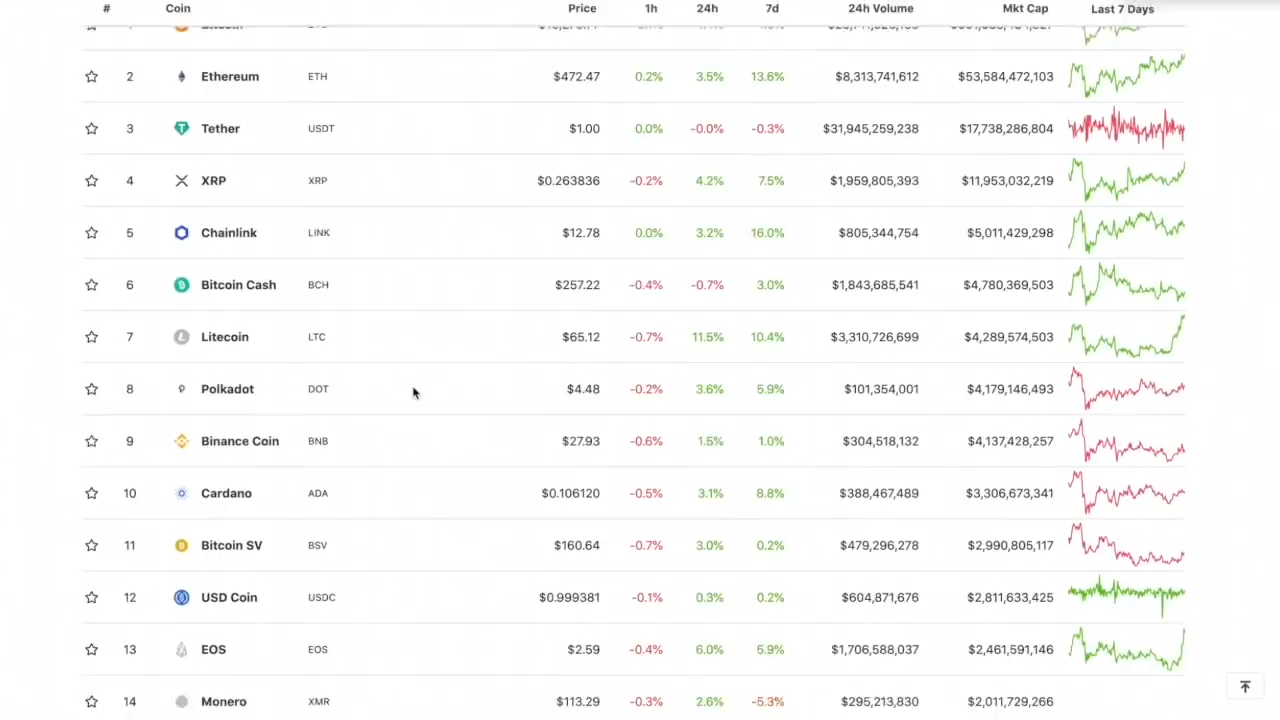 # Coin Price 1h 24h 7d 24h Volume Mkt Cap Last 7 Days
2 Ethereum ETH $472.47 0.2% 3.5% 13.6% $8,313,741,612 $53,584,472,103
3 Tether USDT $1.00 0.0% -0.0% -0.3% $31,945,259,238 $17,738,286,804
4 XRP XRP $0.263836 -0.2% 4.2% 7.5% $1,959,805,393 $11,953,032,219
5 Chainlink LINK $12.78 0.0% 3.2% 16.0% $805,344,754 $5,011,429,298
6 Bitcoin Cash BCH $257.22 -0.4% -0.7% 3.0% $1,843,685,541 $4,780,369,503
7 Litecoin LTC $65.12 -0.7% 11.5% 10.4% $3,310,726,699 $4,289,574,503
8 Polkadot DOT $4.48 -0.2% 3.6% 5.9% $101,354,001 $4,179,146,493
9 Binance Coin BNB $27.93 -0.6% 1.5% 1.0% $304,518,132 $4,137,428,257
10 Cardano ADA $0.106120 -0.5% 3.1% 8.8% $388,467,489 $3,306,673,341
11 Bitcoin SV BSV $160.64 -0.7% 3.0% 0.2% $479,296,278 $2,990,805,117
12 USD Coin USDC $0.999381 -0.1% 0.3% 0.2% $604,871,676 $2,811,633,425
13 EOS EOS $2.59 -0.4% 6.0% 5.9% $1,706,588,037 $2,461,591,146
14 Monero XMR $113.29 -0.3% 2.6% -5.3% $295,213,830 $2,011,729,266